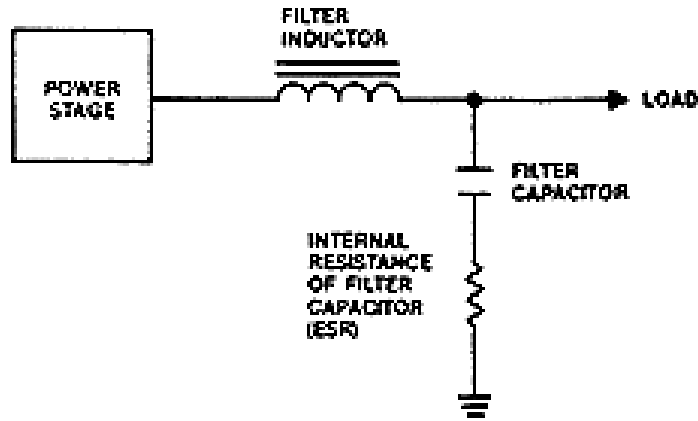 FILTER
INDUCTOR
POWER
STAGE
LOAD
FILTER
CAPACITOR
INTERNAL
RESISTANCE
OF FILTER
CAPACITOR
(ESR)